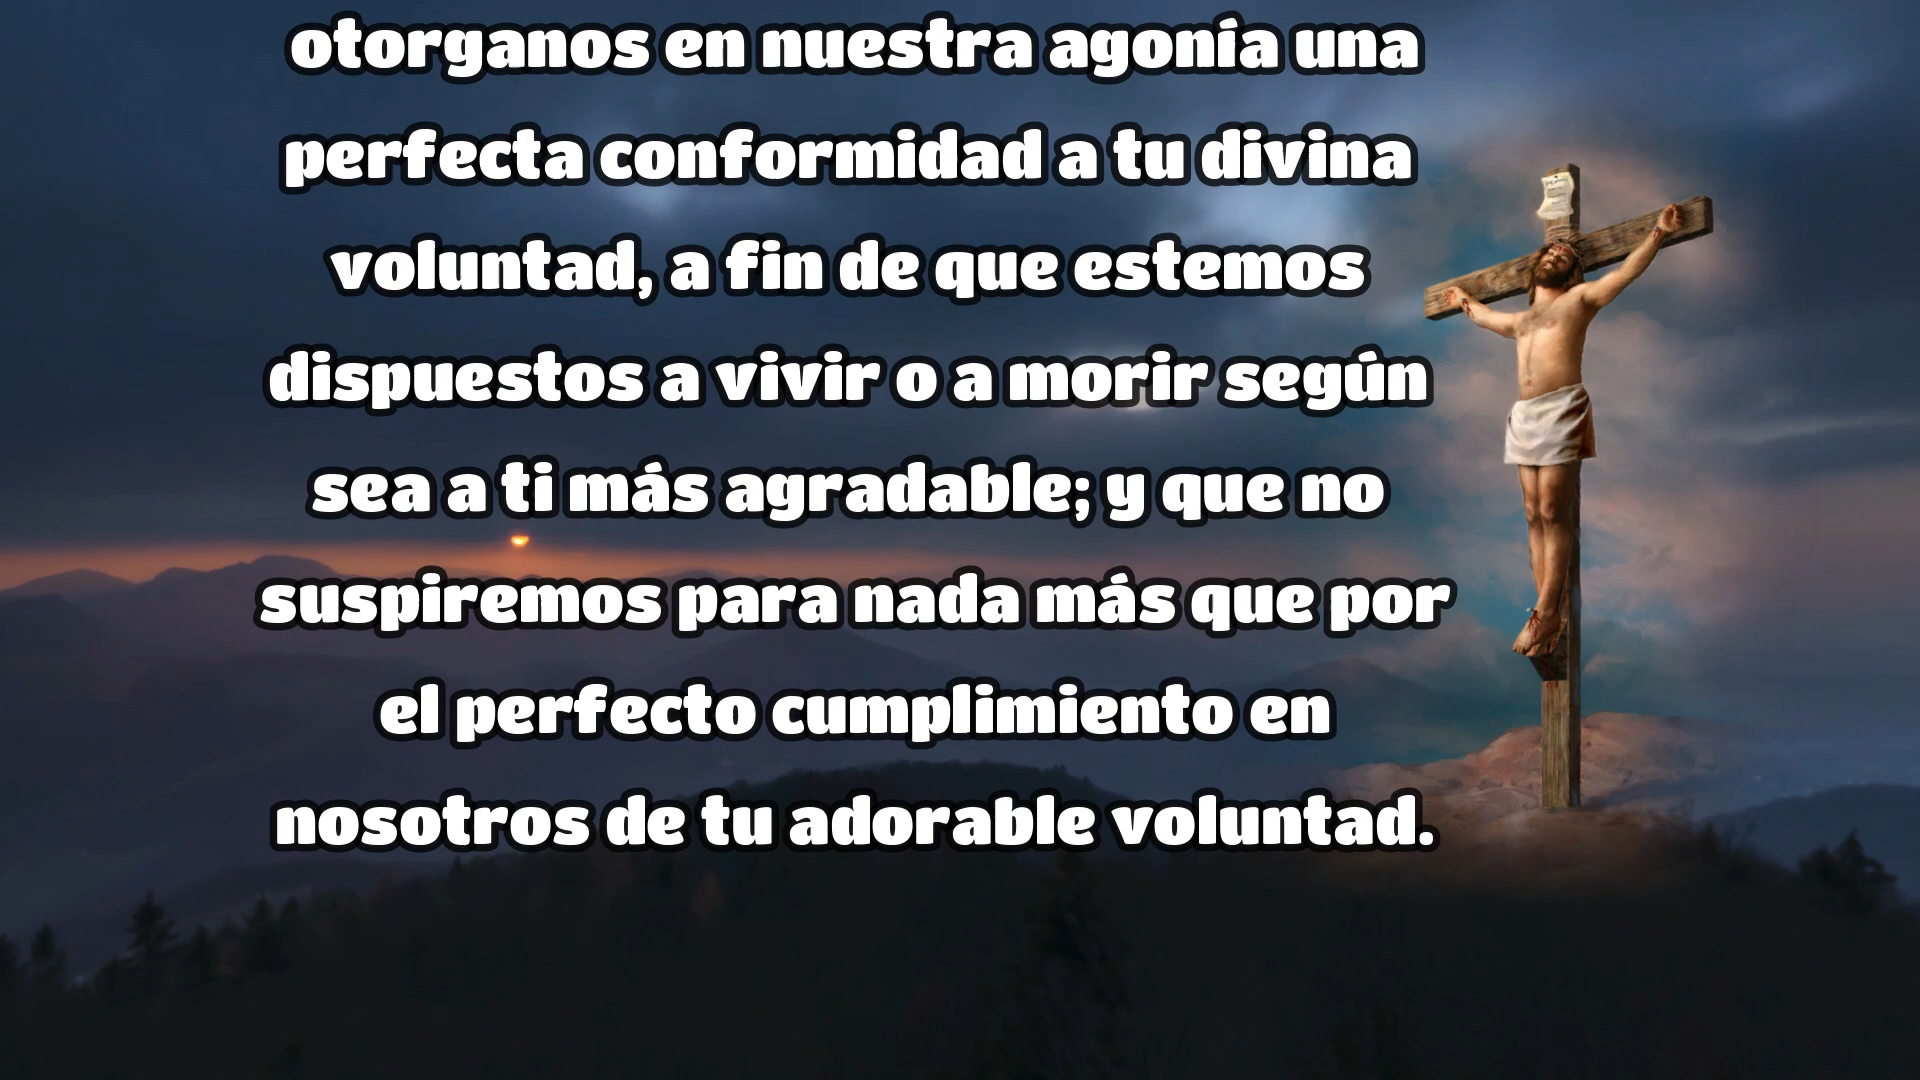 otorganos en nuestra agonía una
perfecta conformidad a tu divina
voluntad, a fin de que estemos
dispuestos a vivir o a morir según
sea a ti más agradable; y que no
suspiremos para nada más que por
el perfecto cumplimiento en
nosotros de tu adorable voluntad.